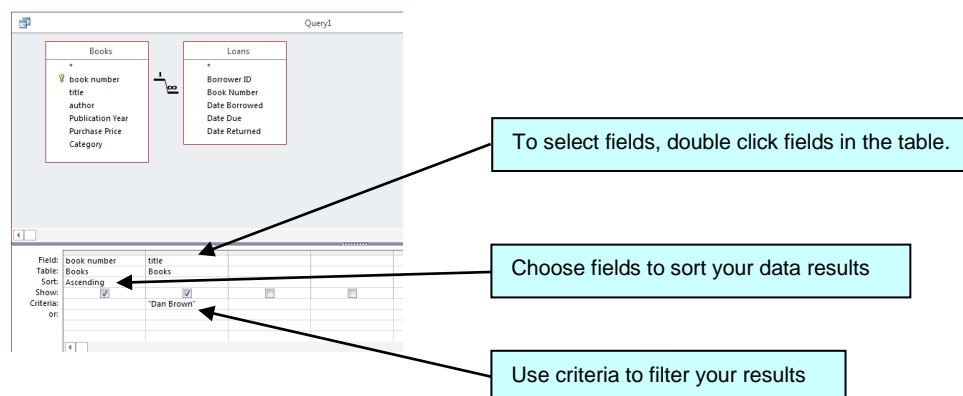 Query1
Books
*
book number
title
author
Publication Year
Purchase Price
Category
1
∞
Loans
*
Borrower ID
Book Number
Date Borrowed
Date Due
Date Returned
To select fields, double click fields in the table.
Field: book number title
Table: Books Books
Sort: Ascending
Show:
Criteria: "Dan Brown"
or:
Choose fields to sort your data results
Use criteria to filter your results